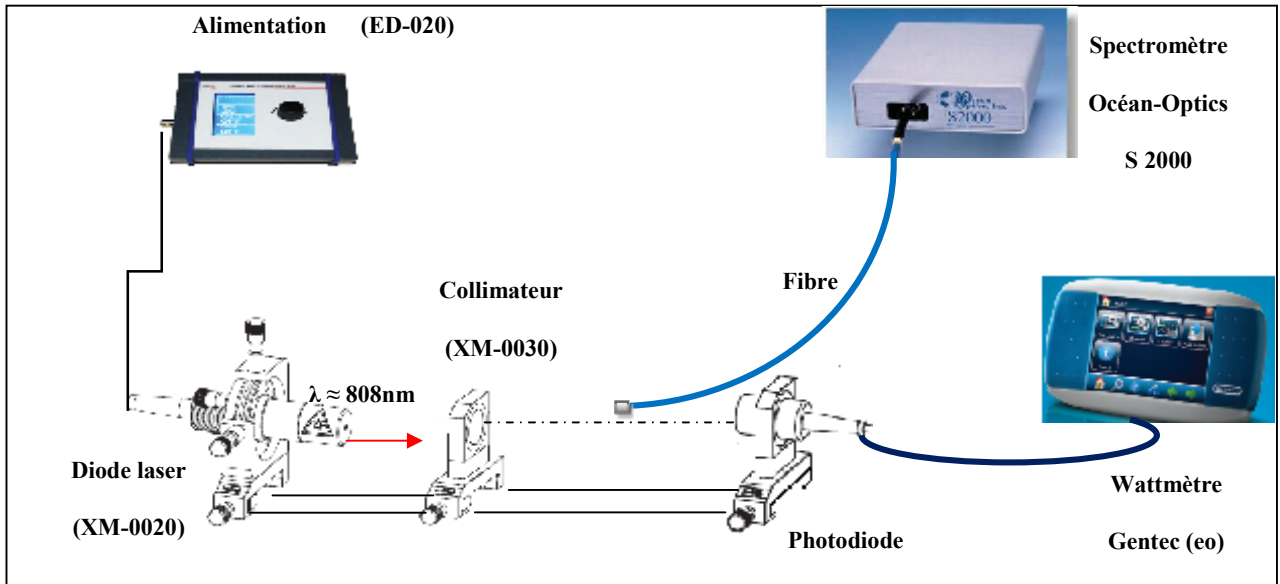 Alimentation (ED-020)
Spectromètre
Océan-Optics
S 2000
S2000
Fibre
Collimateur
(XM-0030)
λ ≈ 808nm
Diode laser
(XM-0020)
Photodiode
Wattmètre
Gentec (eo)